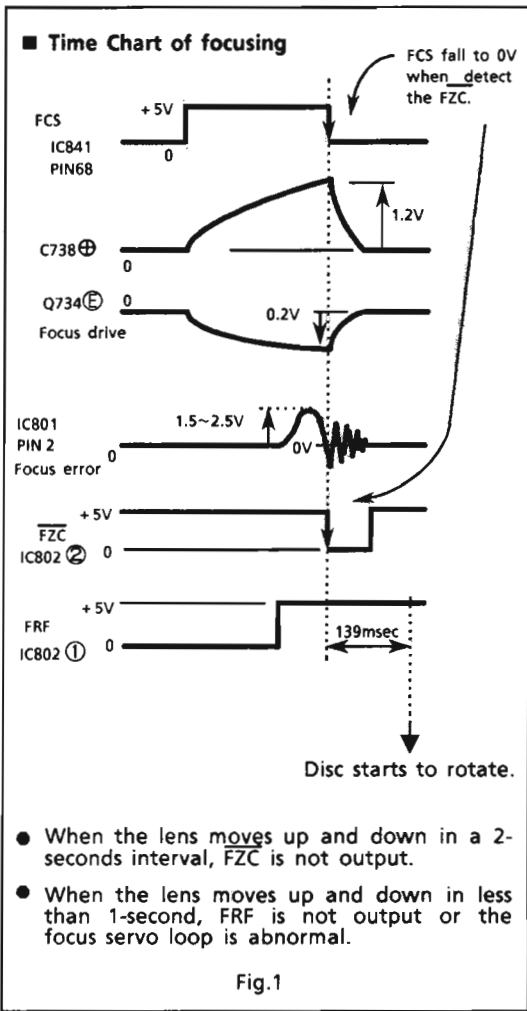 ■ Time Chart of focusing
FCS fall to 0V
when detect
the F̅Z̅C̅.
FCS
+5V
IC841
0
PIN68
1.2V
C738⊕
0
Q734Ⓔ
0
Focus drive
0.2V
IC801
1.5~2.5V
PIN 2
0V
Focus error
0
+5V
F̅Z̅C̅
IC802 ②
0
+5V
FRF
IC802 ①
0
139msec
Disc starts to rotate.
● When the lens moves up and down in a 2-
seconds interval, F̅Z̅C̅ is not output.
● When the lens moves up and down in less
than 1-second, FRF is not output or the
focus servo loop is abnormal.
Fig.1